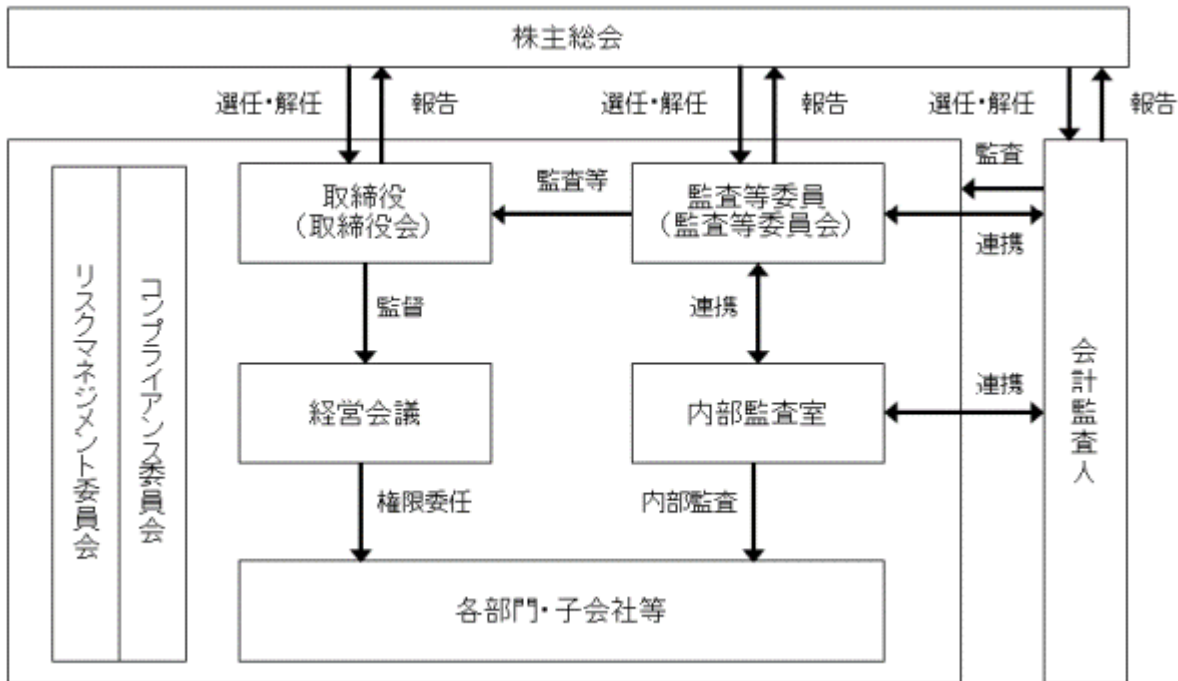 株主総会
選任・解任
報告
選任・解任
報告
選任・解任
報告
監査
取締役
（取締役会）
監査等
監査等委員
（監査等委員会）
連携
リスクマネジメント委員会
コンプライアンス委員会
監督
連携
経営会議
内部監査室
連携
会計監査人
権限委任
内部監査
各部門・子会社等